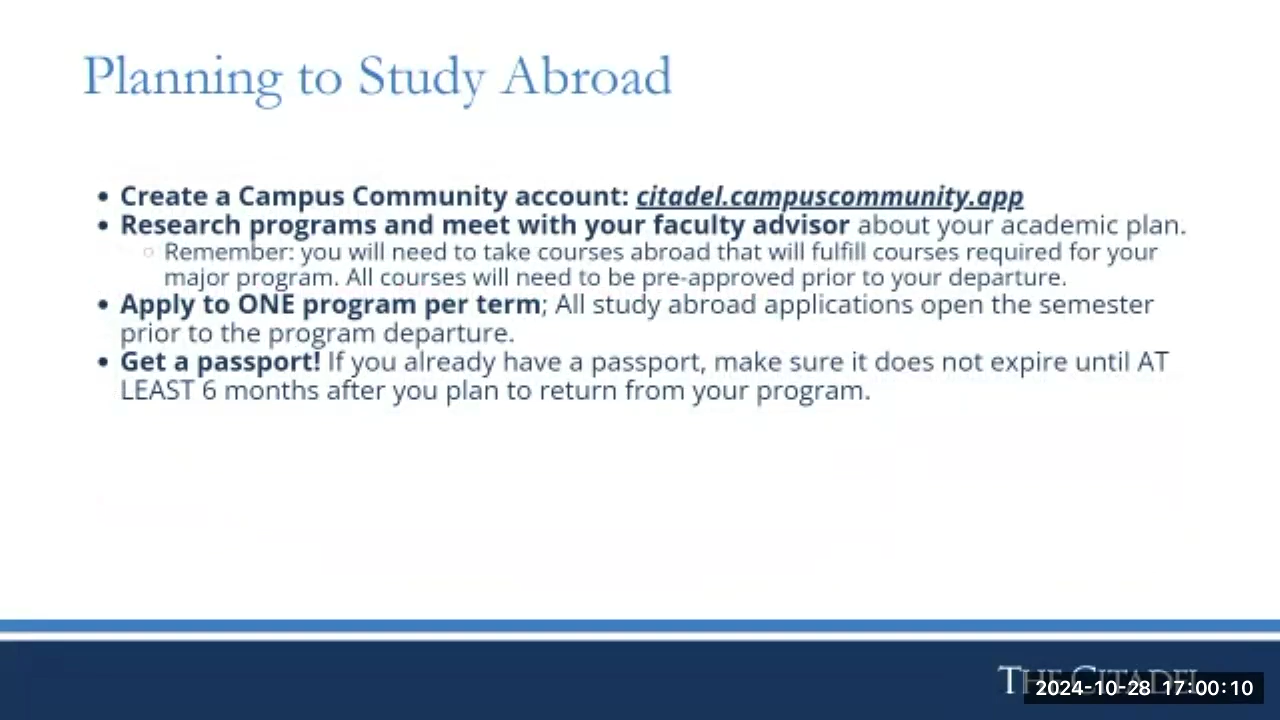 Planning to Study Abroad
• Create a Campus Community account: citadel.campuscommunity.app
• Research programs and meet with your faculty advisor about your academic plan.
○ Remember: you will need to take courses abroad that will fulfill courses required for your
major program. All courses will need to be pre-approved prior to your departure.
• Apply to ONE program per term; All study abroad applications open the semester
prior to the program departure.
• Get a passport! If you already have a passport, make sure it does not expire until AT
LEAST 6 months after you plan to return from your program.
THE CITADEL
2024-10-28 17:00:10